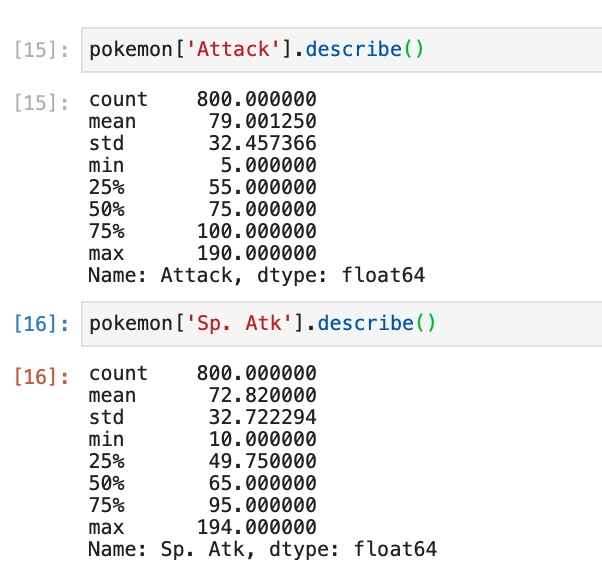 [15]: pokemon['Attack'].describe()
[15]: count    800.000000
mean      79.001250
std       32.457366
min        5.000000
25%       55.000000
50%       75.000000
75%      100.000000
max      190.000000
Name: Attack, dtype: float64
[16]: pokemon['Sp. Atk'].describe()
[16]: count    800.000000
mean      72.820000
std       32.722294
min       10.000000
25%       49.750000
50%       65.000000
75%       95.000000
max      194.000000
Name: Sp. Atk, dtype: float64